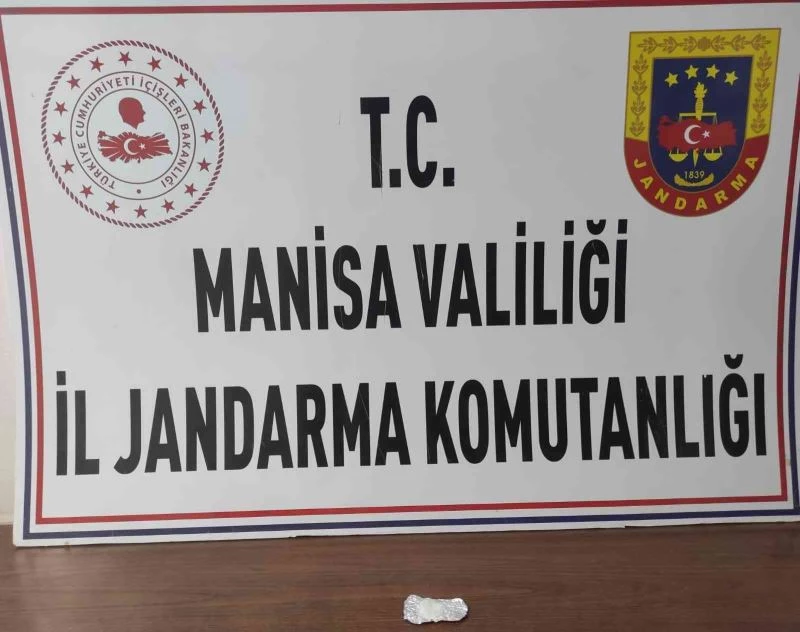 TÜRKİYE CUMHURİYETİ İÇİŞLERİ BAKANLIĞI
T.C.
1839
JANDARMA
MANİSA VALİLİĞİ
İL JANDARMA KOMUTANLIĞI